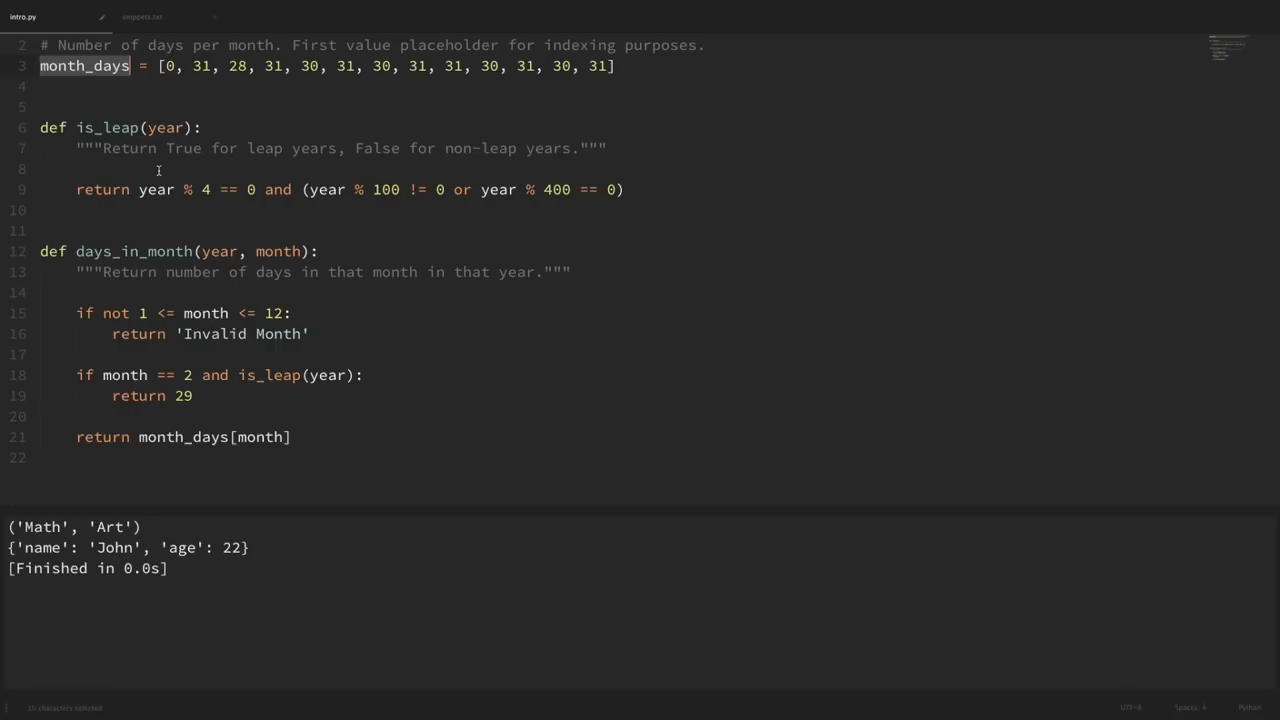 intro.py
snippets.txt
2 # Number of days per month. First value placeholder for indexing purposes.
3 month_days = [0, 31, 28, 31, 30, 31, 30, 31, 31, 30, 31, 30, 31]
4
5
6 def is_leap(year):
7 """Return True for leap years, False for non-leap years."""
8
9 return year % 4 == 0 and (year % 100 != 0 or year % 400 == 0)
10
11
12 def days_in_month(year, month):
13 """Return number of days in that month in that year."""
14
15 if not 1 <= month <= 12:
16 return 'Invalid Month'
17
18 if month == 2 and is_leap(year):
19 return 29
20
21 return month_days[month]
22
('Math', 'Art')
{'name': 'John', 'age': 22}
[Finished in 0.0s]
10 characters selected
UTF-8 Spaces: 4 Python